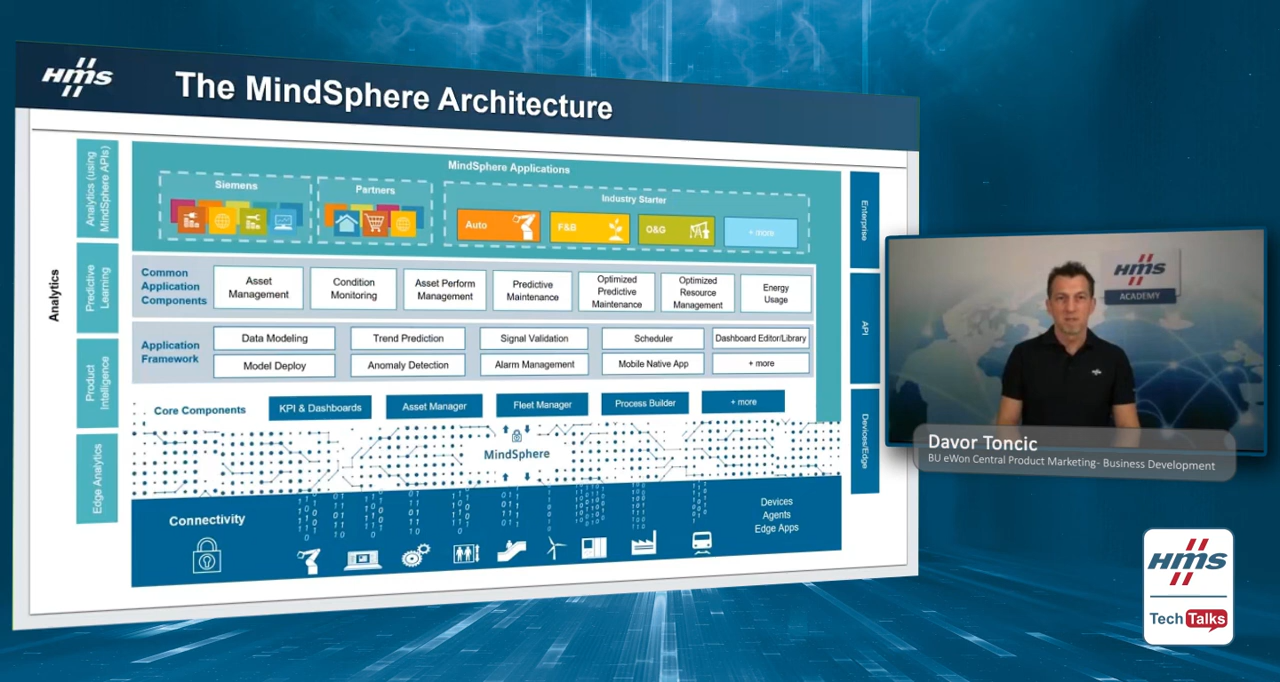 HMS
The MindSphere Architecture
Analytics
Analytics (using
MindSphere APIs)
Predictive
Learning
Product
Intelligence
Edge Analytics
MindSphere Applications
Siemens
Partners
Industry Starter
Auto
F&B
O&G
+ more
Common
Application
Components
Asset
Management
Condition
Monitoring
Asset Perform
Management
Predictive
Maintenance
Optimized
Predictive
Maintenance
Optimized
Resource
Management
Energy
Usage
Application
Framework
Data Modeling
Trend Prediction
Signal Validation
Scheduler
Dashboard Editor/Library
Model Deploy
Anomaly Detection
Alarm Management
Mobile Native App
+ more
Core Components
KPI & Dashboards
Asset Manager
Fleet Manager
Process Builder
+ more
MindSphere
Connectivity
Devices
Agents
Edge Apps
Enterprise
API
Devices/Edge
HMS
ACADEMY
Davor Toncic
BU eWon Central Product Marketing- Business Development
HMS
Tech Talks